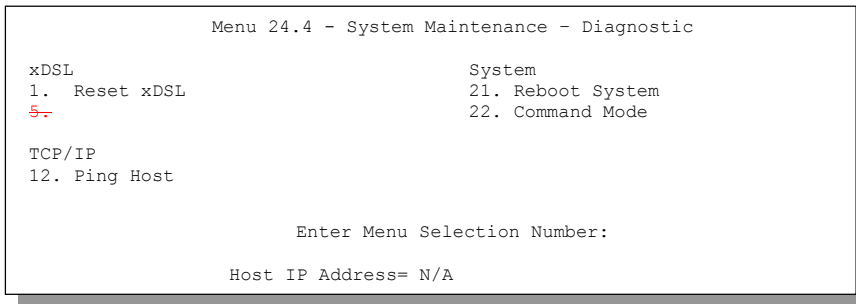 Menu 24.4 - System Maintenance – Diagnostic
xDSL System
1. Reset xDSL 21. Reboot System
5. 22. Command Mode
TCP/IP
12. Ping Host
Enter Menu Selection Number:
Host IP Address= N/A